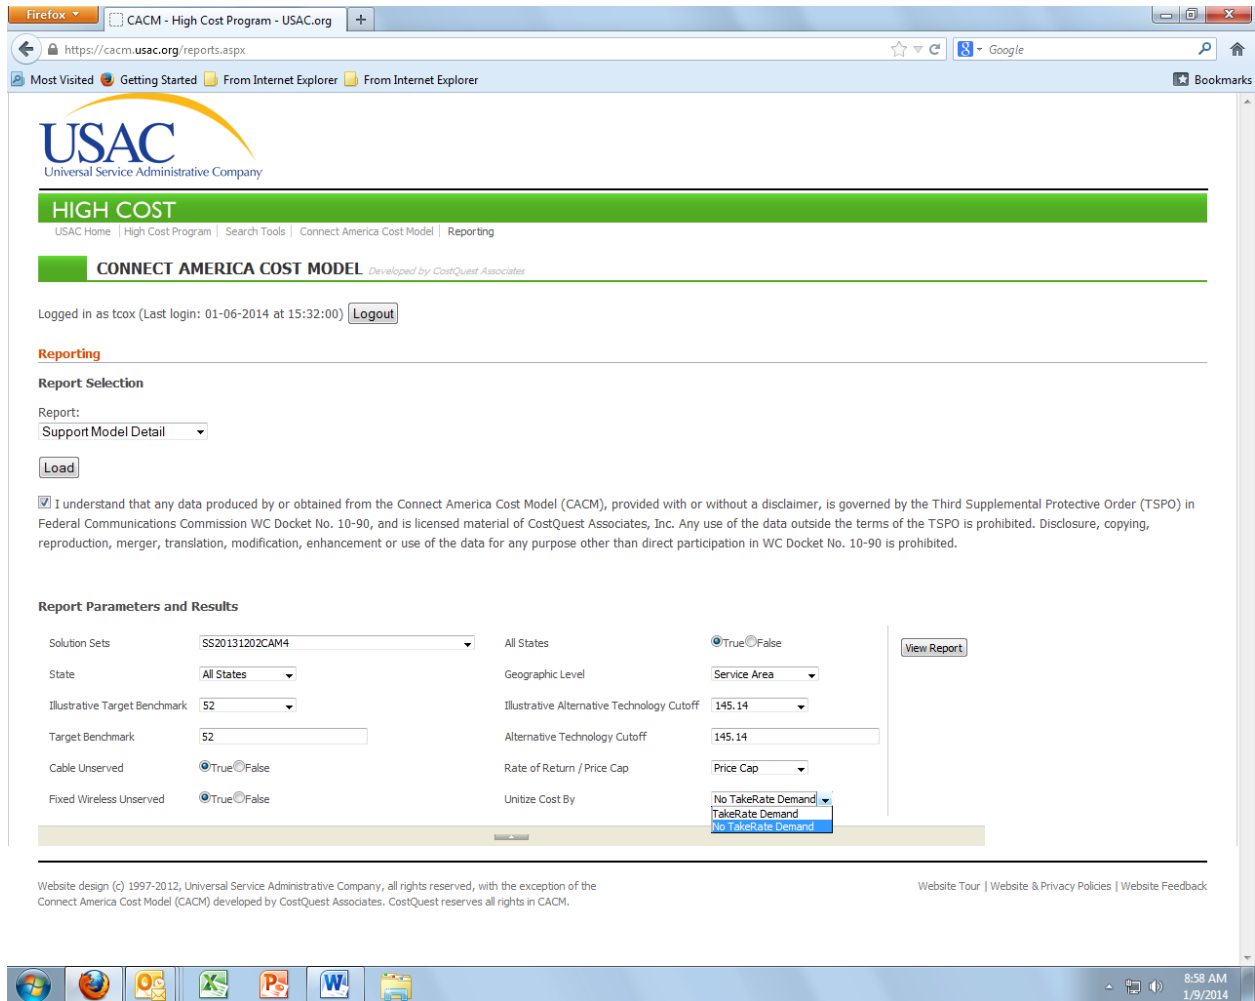 Firefox
CACM - High Cost Program - USAC.org
+
https://cacm.usac.org/reports.aspx
8 Google
Most Visited Getting Started From Internet Explorer From Internet Explorer
Bookmarks
USAC
Universal Service Administrative Company
HIGH COST
USAC Home | High Cost Program | Search Tools | Connect America Cost Model | Reporting
CONNECT AMERICA COST MODEL Developed by CostQuest Associates
Logged in as tcox (Last login: 01-06-2014 at 15:32:00) Logout
Reporting
Report Selection
Report:
Support Model Detail
Load
I understand that any data produced by or obtained from the Connect America Cost Model (CACM), provided with or without a disclaimer, is governed by the Third Supplemental Protective Order (TSPO) in
Federal Communications Commission WC Docket No. 10-90, and is licensed material of CostQuest Associates, Inc. Any use of the data outside the terms of the TSPO is prohibited. Disclosure, copying,
reproduction, merger, translation, modification, enhancement or use of the data for any purpose other than direct participation in WC Docket No. 10-90 is prohibited.
Report Parameters and Results
Solution Sets SS20131202CAM4 All States True False View Report
State All States Geographic Level Service Area
Illustrative Target Benchmark 52 Illustrative Alternative Technology Cutoff 145.14
Target Benchmark 52 Alternative Technology Cutoff 145.14
Cable Unserved True False Rate of Return / Price Cap Price Cap
Fixed Wireless Unserved True False Unitize Cost By No TakeRate Demand
TakeRate Demand
No TakeRate Demand
Website design (c) 1997-2012, Universal Service Administrative Company, all rights reserved, with the exception of the
Connect America Cost Model (CACM) developed by CostQuest Associates. CostQuest reserves all rights in CACM.
Website Tour | Website & Privacy Policies | Website Feedback
8:58 AM
1/9/2014